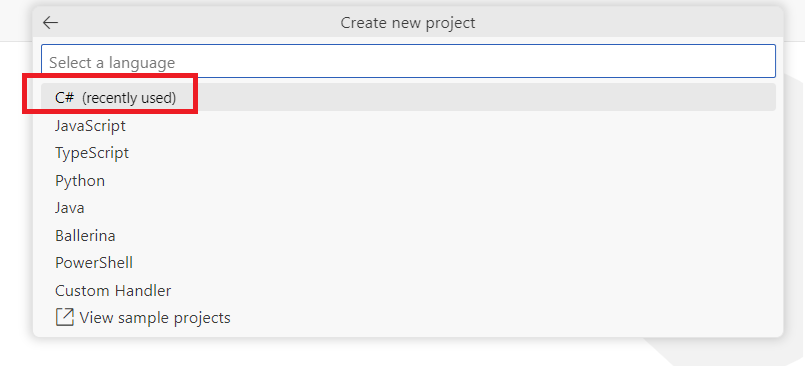 Create new project
Select a language
C# (recently used)
JavaScript
TypeScript
Python
Java
Ballerina
PowerShell
Custom Handler
View sample projects